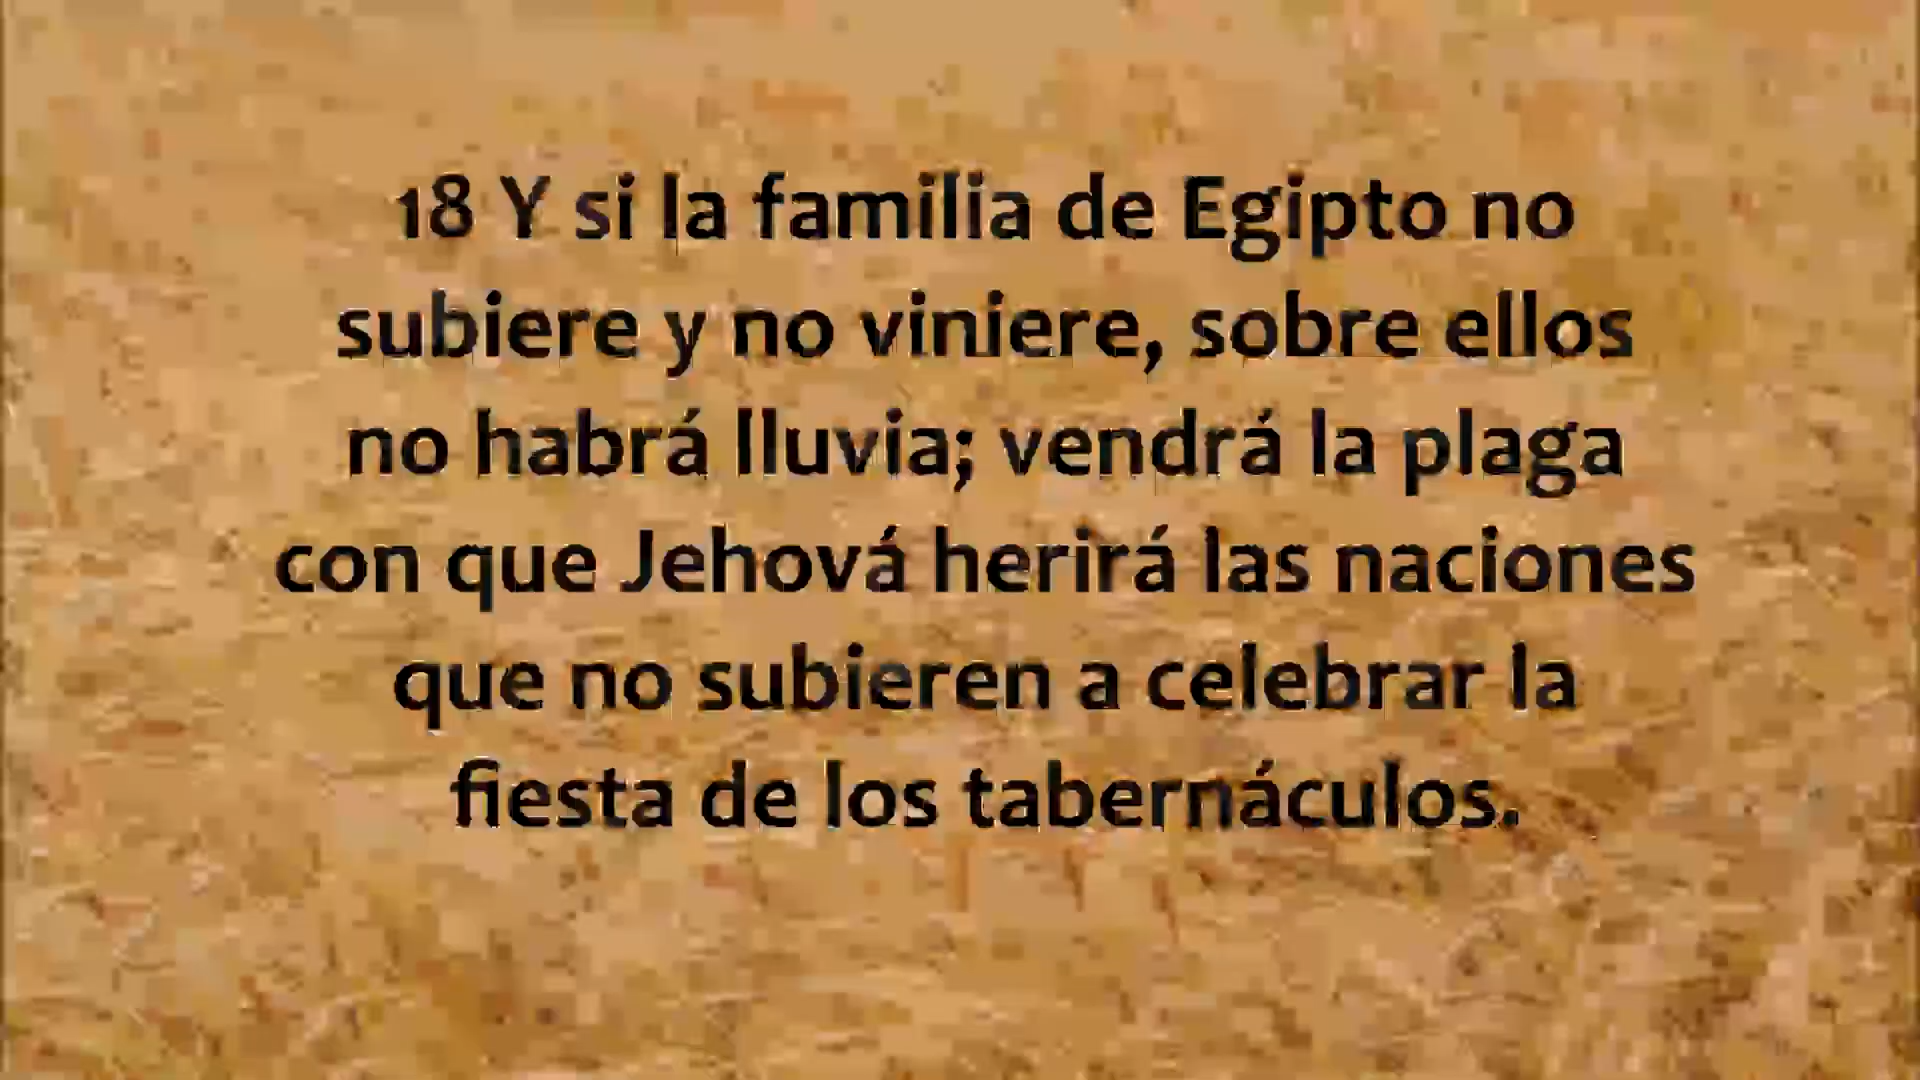 18 Y si la familia de Egipto no
subiere y no viniere, sobre ellos
no habrá lluvia; vendrá la plaga
con que Jehová herirá las naciones
que no subieren a celebrar la
fiesta de los tabernáculos.